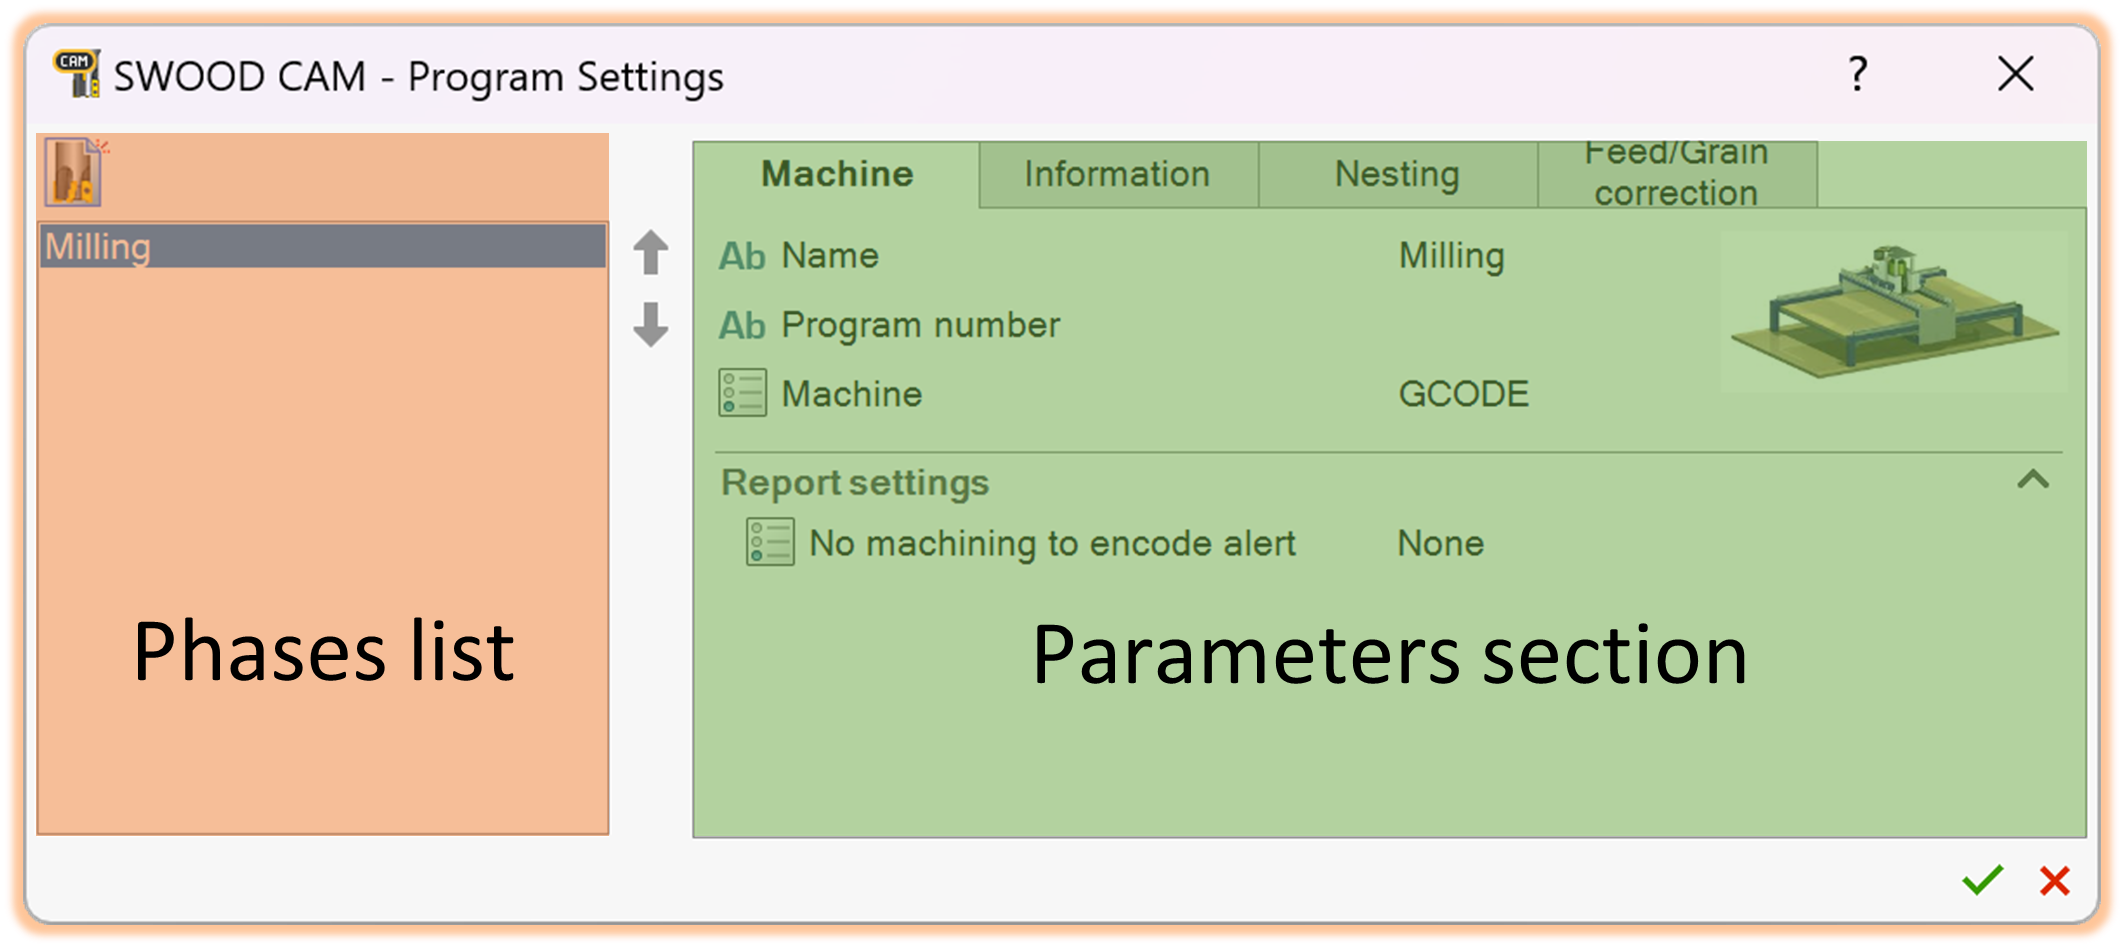 CAM
SWOOD CAM - Program Settings
?
Milling
Phases list
Machine
Information
Nesting
Feed/Grain
correction
Ab Name
Milling
Ab Program number
Machine
GCODE
Report settings
No machining to encode alert
None
Parameters section